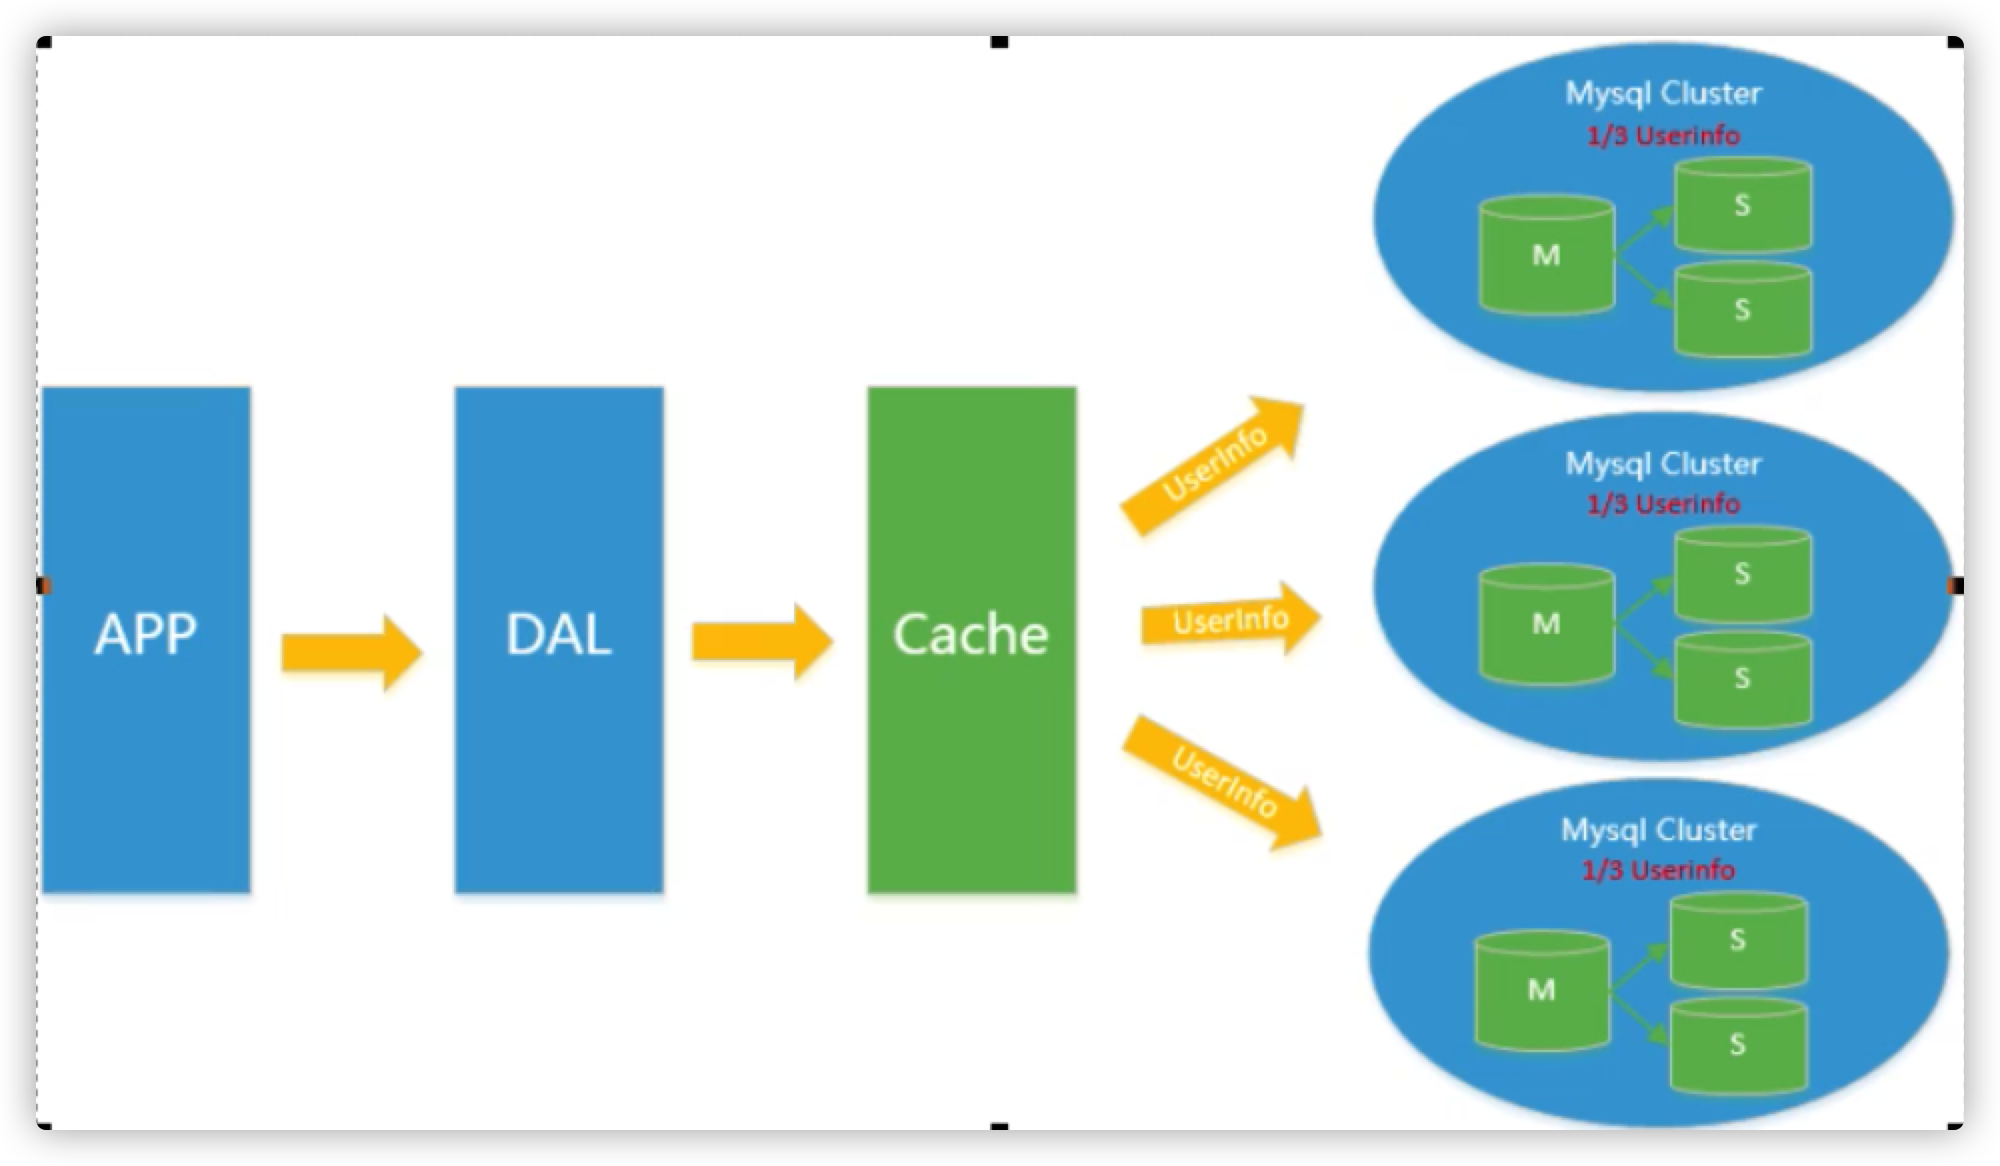 APP
DAL
Cache
UserInfo
UserInfo
UserInfo
Mysql Cluster
1/3 Userinfo
M
S
S
Mysql Cluster
1/3 Userinfo
M
S
S
Mysql Cluster
1/3 Userinfo
M
S
S